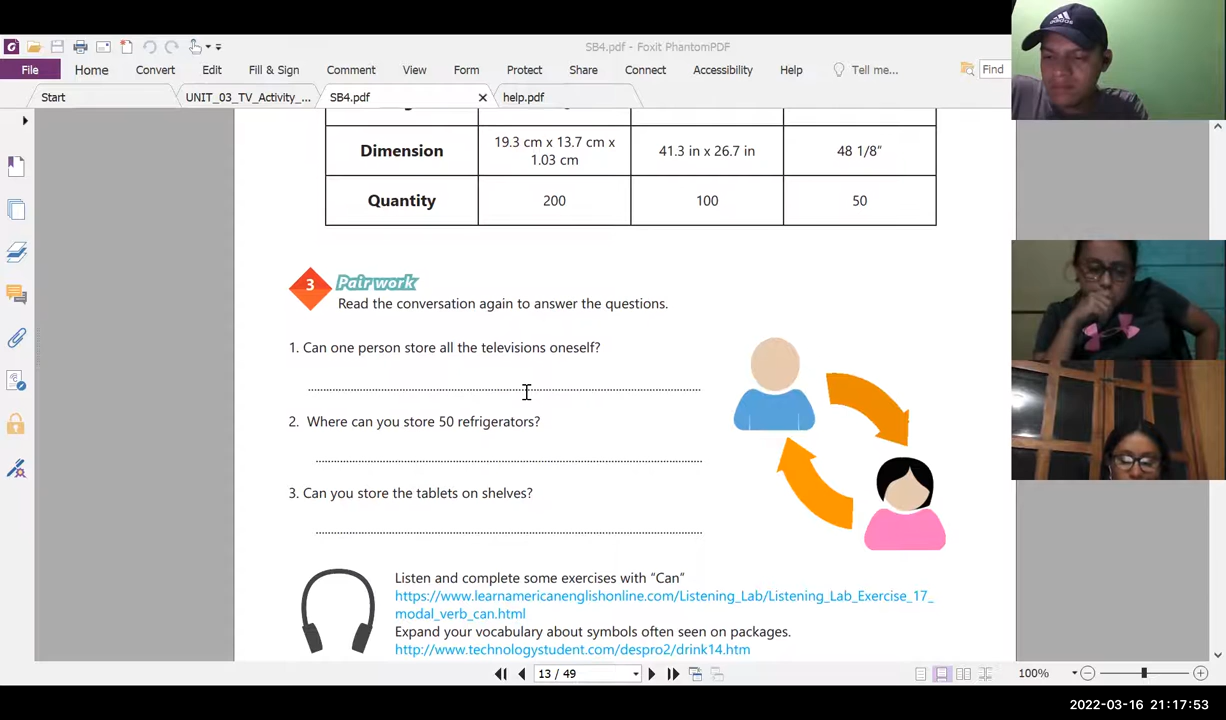 SB4.pdf - Foxit PhantomPDF
File Home Convert Edit Fill & Sign Comment View Form Protect Share Connect Accessibility Help Tell me... Find
Start UNIT_03_TV_Activity_... SB4.pdf help.pdf
Dimension 19.3 cm x 13.7 cm x 1.03 cm 41.3 in x 26.7 in 48 1/8"
Quantity 200 100 50
3 Pair work
Read the conversation again to answer the questions.
1. Can one person store all the televisions oneself?
2. Where can you store 50 refrigerators?
3. Can you store the tablets on shelves?
Listen and complete some exercises with "Can"
https://www.learnamericanenglishonline.com/Listening_Lab/Listening_Lab_Exercise_17_
modal_verb_can.html
Expand your vocabulary about symbols often seen on packages.
http://www.technologystudent.com/despro2/drink14.htm
13 / 49 100%
2022-03-16 21:17:53